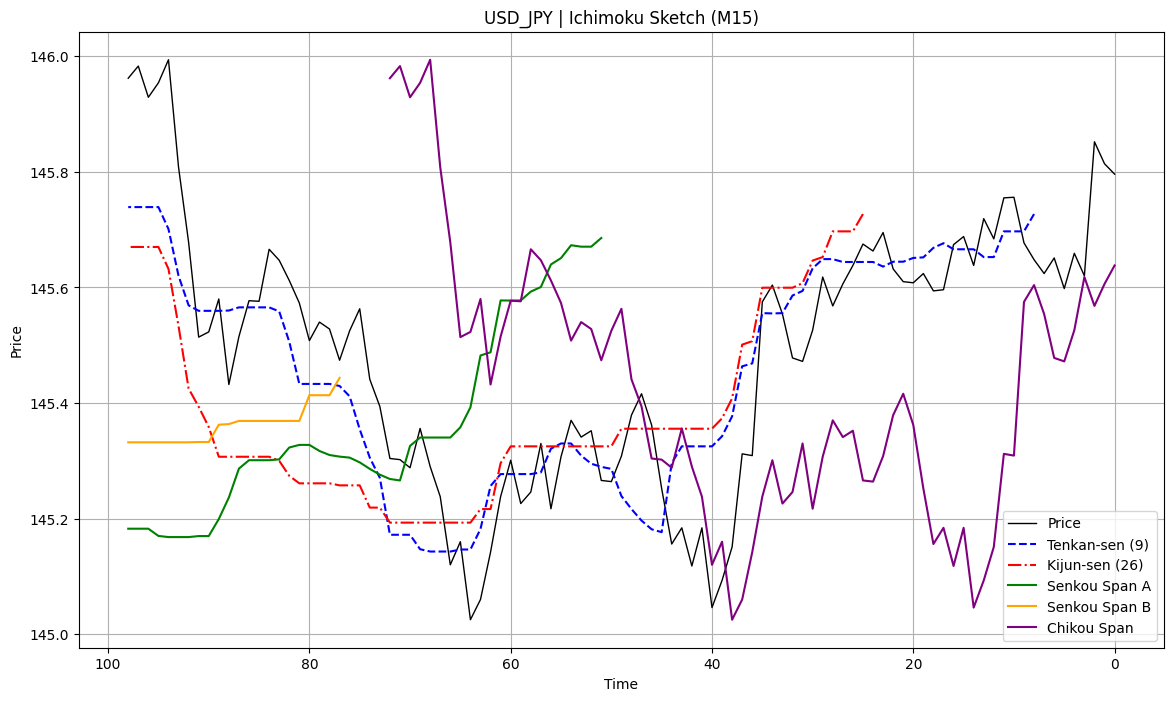 USD_JPY | Ichimoku Sketch (M15)
146.0
145.8
145.6
145.4
145.2
145.0
Price
100
80
60
40
20
0
Time
Price
Tenkan-sen (9)
Kijun-sen (26)
Senkou Span A
Senkou Span B
Chikou Span